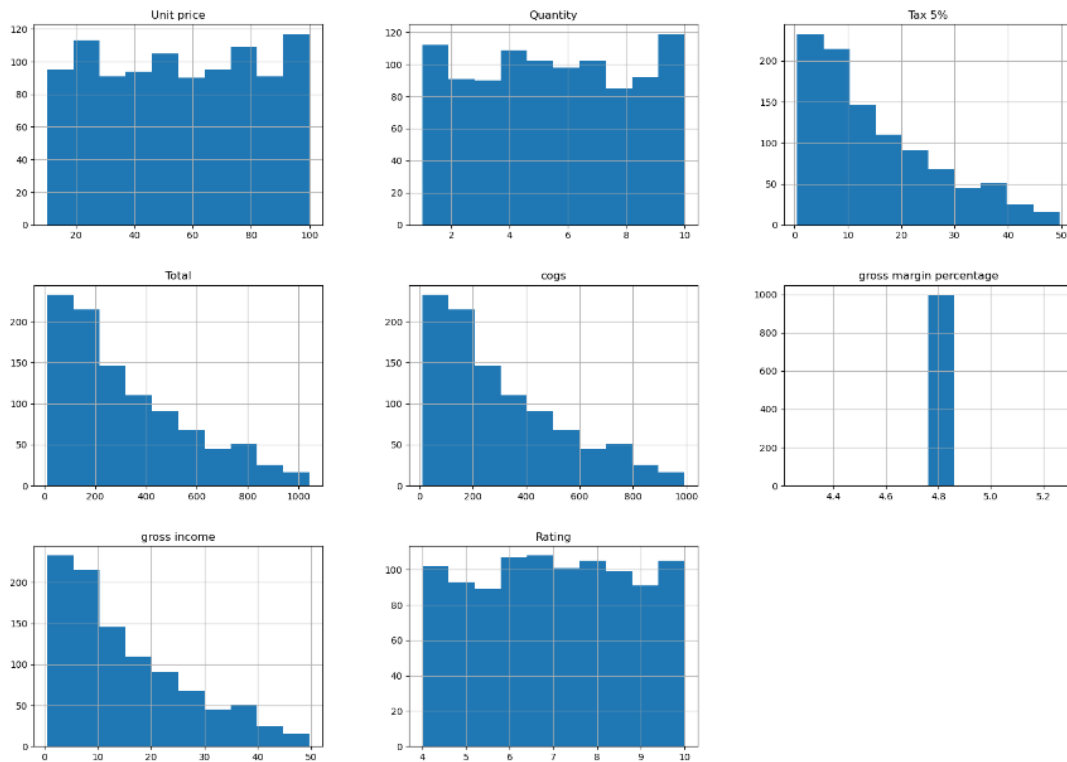 Unit price
120
100
80
60
40
20
0
20 40 60 80 100
Quantity
120
100
80
60
40
20
0
2 4 6 8 10
Tax 5%
200
150
100
50
0
0 10 20 30 40 50
Total
200
150
100
50
0
0 200 400 600 800 1000
cogs
200
150
100
50
0
0 200 400 600 800 1000
gross margin percentage
1000
800
600
400
200
0
4.4 4.6 4.8 5.0 5.2
gross income
200
150
100
50
0
0 10 20 30 40 50
Rating
100
80
60
40
20
0
4 5 6 7 8 9 10